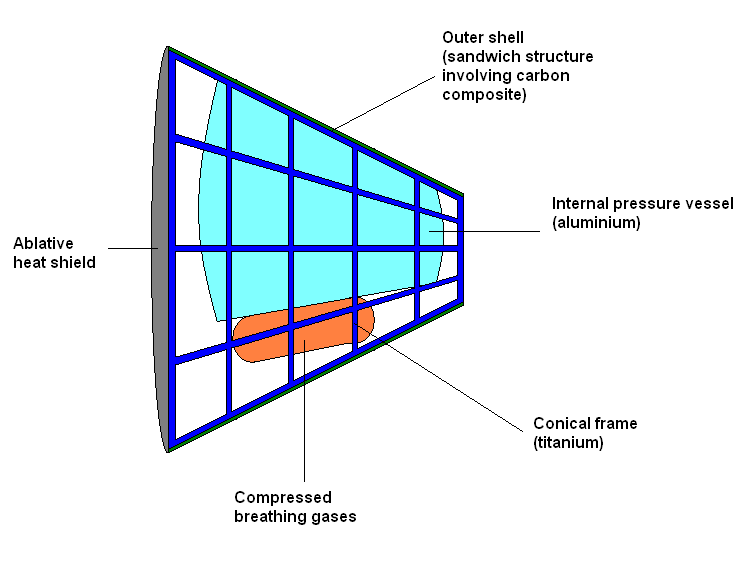 Outer shell
(sandwich structure
involving carbon
composite)
Internal pressure vessel
(aluminium)
Ablative
heat shield
Conical frame
(titanium)
Compressed
breathing gases